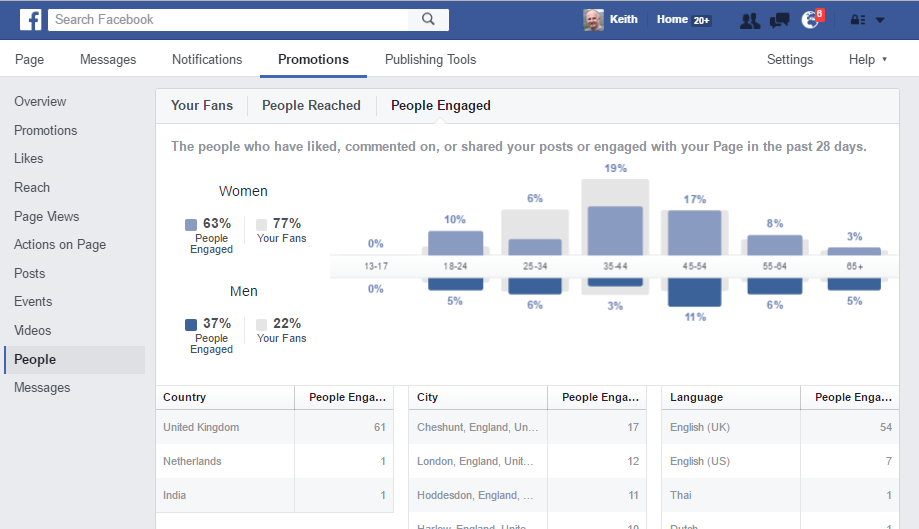 f Search Facebook Keith Home 20+ 8
Page Messages Notifications Promotions Publishing Tools Settings Help
Overview
Promotions
Likes
Reach
Page Views
Actions on Page
Posts
Events
Videos
People
Messages
Your Fans People Reached People Engaged
The people who have liked, commented on, or shared your posts or engaged with your Page in the past 28 days.
Women
63% 77%
People Your Fans
Engaged
Men
37% 22%
People Your Fans
Engaged
0% 10% 6% 19% 17% 8% 3%
13-17 18-24 25-34 35-44 45-54 55-64 65+
0% 5% 6% 3% 11% 6% 5%
Country People Enga...
United Kingdom 61
Netherlands 1
India 1
City People Enga...
Cheshunt, England, Un... 17
London, England, Unit... 12
Hoddesdon, England, ... 11
Harlow, England, Unite... 10
Language People Enga...
English (UK) 54
English (US) 7
Thai 1
Dutch 1